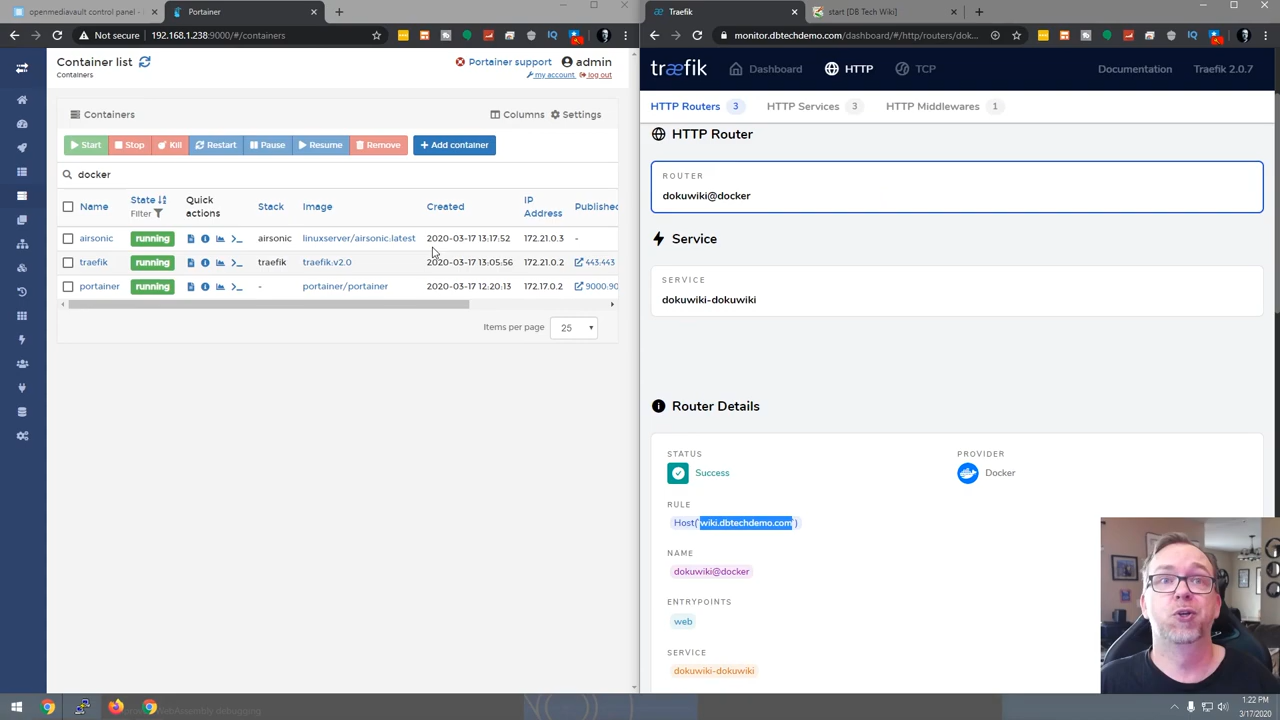 openmediavault control panel -
Portainer
Not secure | 192.168.1.238:9000/#/containers
Container list
Containers
Portainer support
admin
my account
log out
Containers
Columns
Settings
Start
Stop
Kill
Restart
Pause
Resume
Remove
+ Add container
docker
Name
State
Filter
Quick
actions
Stack
Image
Created
IP
Address
Published
airsonic
running
airsonic
linuxserver/airsonic:latest
2020-03-17 13:17:52
172.21.0.3
-
traefik
running
traefik
traefik:v2.0
2020-03-17 13:05:56
172.21.0.2
443:443
portainer
running
-
portainer/portainer
2020-03-17 12:20:13
172.17.0.2
9000:90
Items per page
25
Traefik
start [DB Tech Wiki]
monitor.dbtechdemo.com/dashboard/#/http/routers/dok...
træfik
Dashboard
HTTP
TCP
Documentation
Traefik 2.0.7
HTTP Routers 3
HTTP Services 3
HTTP Middlewares 1
HTTP Router
ROUTER
dokuwiki@docker
Service
SERVICE
dokuwiki-dokuwiki
Router Details
STATUS
Success
PROVIDER
Docker
RULE
Host(`wiki.dbtechdemo.com`)
NAME
dokuwiki@docker
ENTRYPOINTS
web
SERVICE
dokuwiki-dokuwiki
1:22 PM
3/17/2020